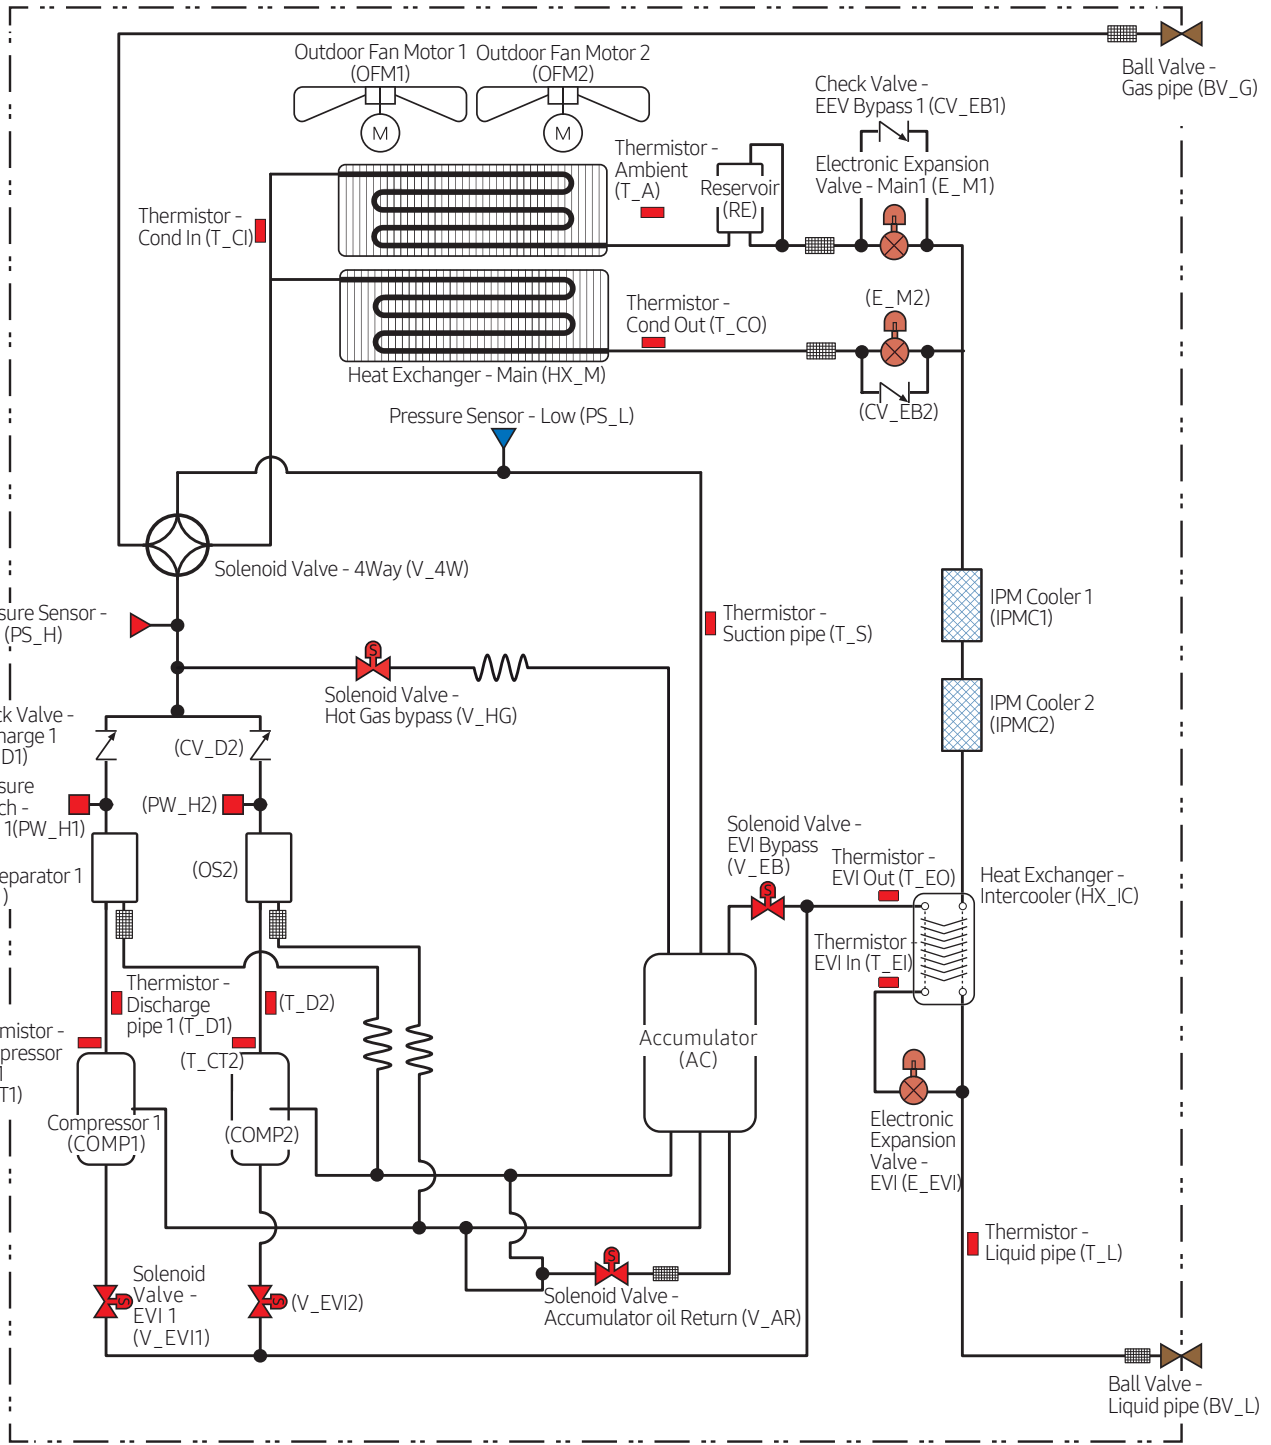 Outdoor Fan Motor 1
(OFM1)
Outdoor Fan Motor 2
(OFM2)
M
M
Ball Valve -
Gas pipe (BV_G)
Check Valve -
EEV Bypass 1 (CV_EB1)
Thermistor -
Ambient
(T_A)
Reservoir
(RE)
Electronic Expansion
Valve - Main1 (E_M1)
Thermistor -
Cond In (T_CI)
(E_M2)
Thermistor -
Cond Out (T_CO)
Heat Exchanger - Main (HX_M)
(CV_EB2)
Pressure Sensor - Low (PS_L)
Solenoid Valve - 4Way (V_4W)
IPM Cooler 1
(IPMC1)
sure Sensor -
(PS_H)
Thermistor -
Suction pipe (T_S)
S
Solenoid Valve -
Hot Gas bypass (V_HG)
IPM Cooler 2
(IPMC2)
ck Valve -
harge 1
D1)
(CV_D2)
sure
ch -
1(PW_H1)
(PW_H2)
Solenoid Valve -
EVI Bypass
(V_EB)
S
Thermistor -
EVI Out (T_EO)
Heat Exchanger -
Intercooler (HX_IC)
eparator 1
)
(OS2)
Thermistor -
EVI In (T_EI)
Thermistor -
Discharge
pipe 1 (T_D1)
(T_D2)
mistor -
pressor
1
T1)
(T_CT2)
Accumulator
(AC)
Compressor 1
(COMP1)
(COMP2)
Electronic
Expansion
Valve -
EVI (E_EVI)
Thermistor -
Liquid pipe (T_L)
S
Solenoid Valve -
Accumulator oil Return (V_AR)
Solenoid
Valve -
EVI 1
(V_EVI1)
S
S
(V_EVI2)
Ball Valve -
Liquid pipe (BV_L)